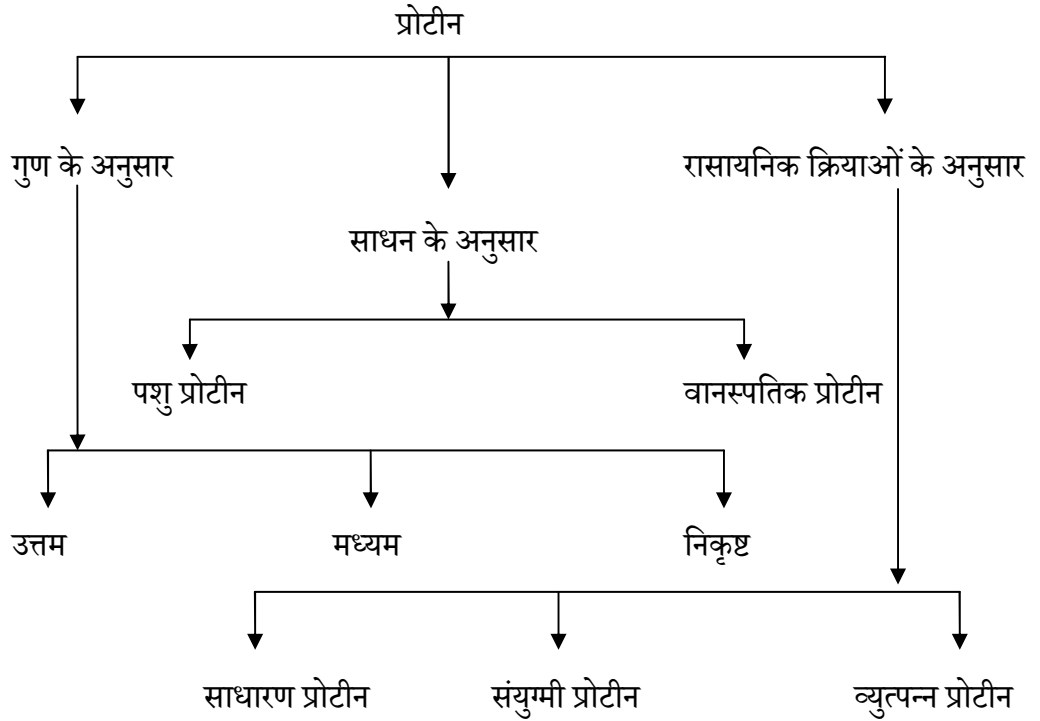 प्रोटीन
गुण के अनुसार
रासायनिक क्रियाओं के अनुसार
साधन के अनुसार
पशु प्रोटीन
वानस्पतिक प्रोटीन
उत्तम
मध्यम
निकृष्ट
साधारण प्रोटीन
संयुग्मी प्रोटीन
व्युत्पन्न प्रोटीन